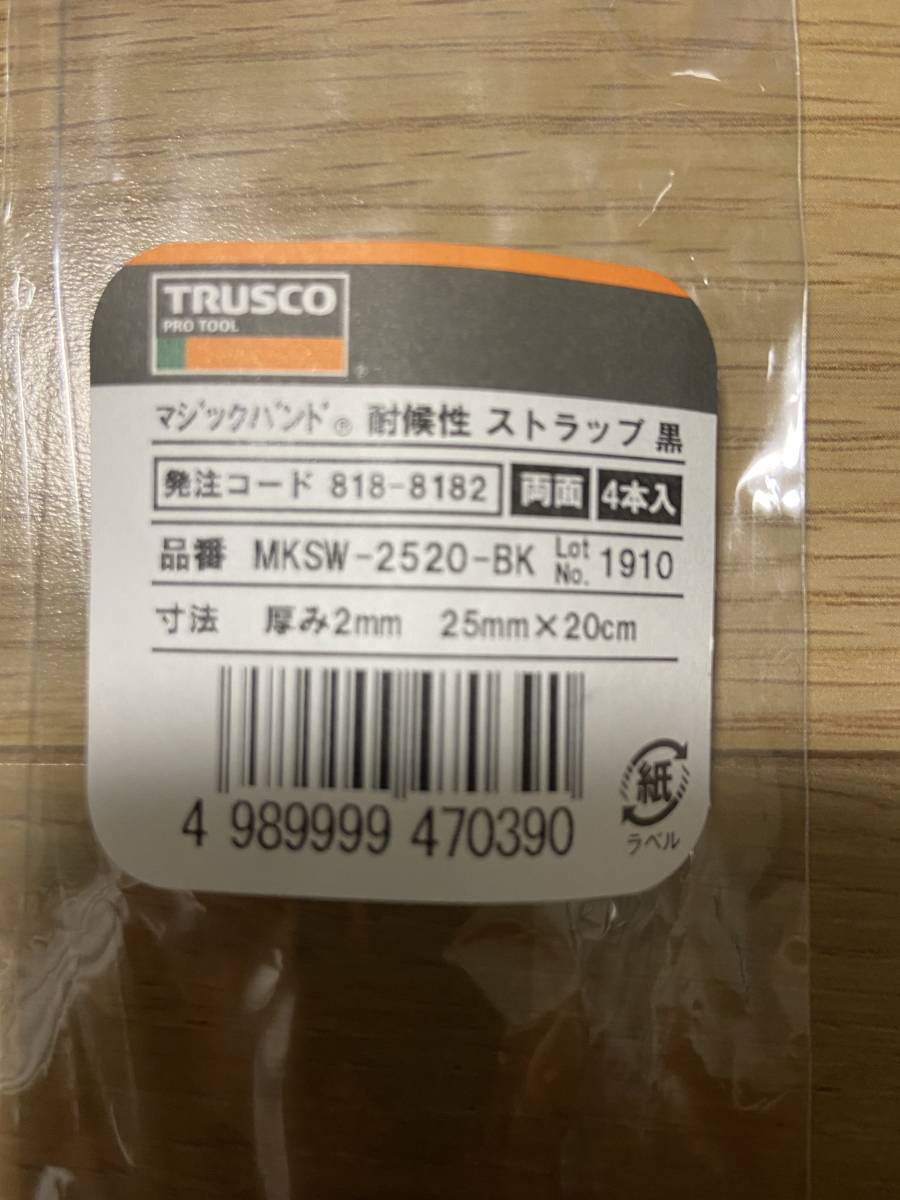 TRUSCO
PRO TOOL
マジックバンド® 耐候性 ストラップ 黒
発注コード 818-8182 両面 4本入
品番 MKSW-2520-BK Lot No. 1910
寸法 厚み2mm 25mm×20cm
4 989999 470390
紙
ラベル